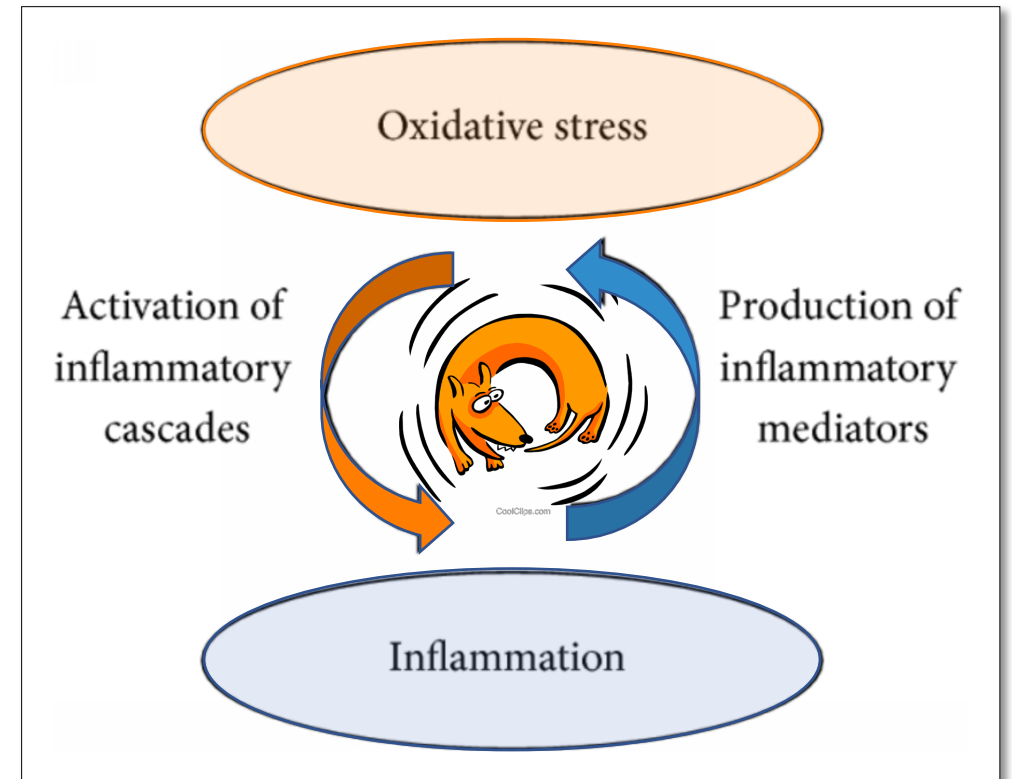 Oxidative stress
Activation of
inflammatory
cascades
Production of
inflammatory
mediators
CoolClips.com
Inflammation